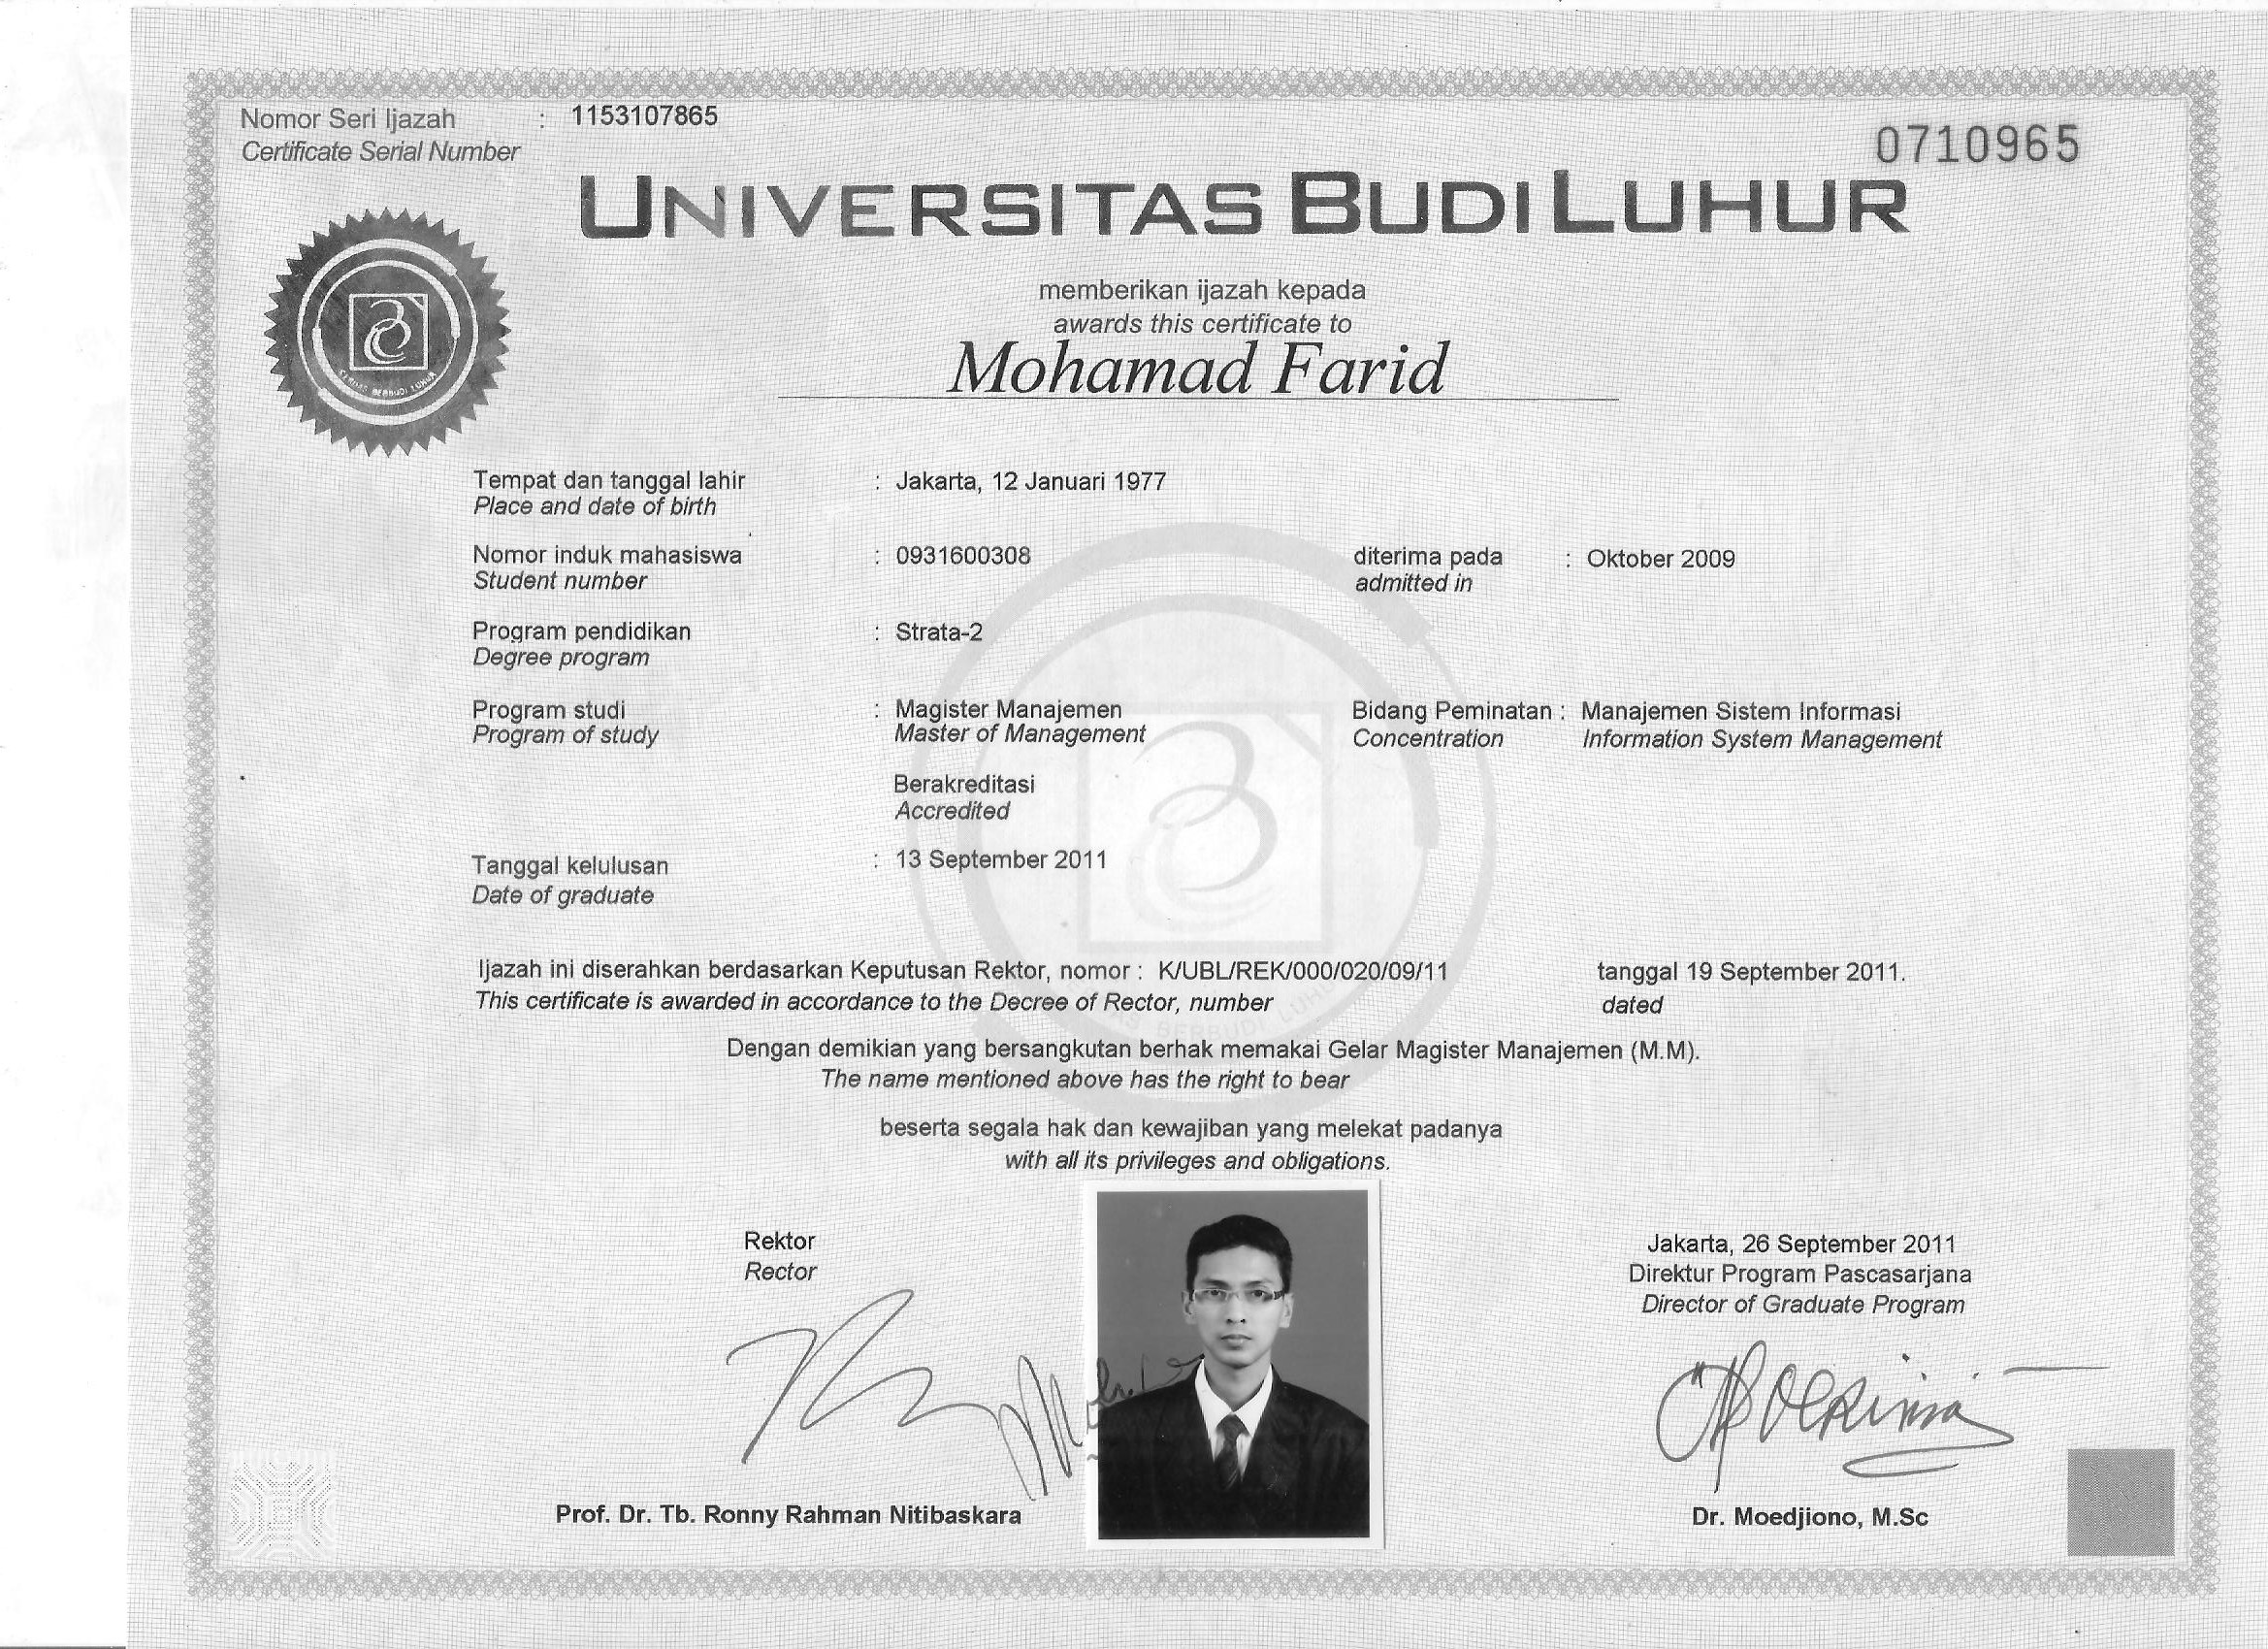 Nomor Seri Ijazah : 1153107865
Certificate Serial Number
0710965
UNIVERSITAS BUDI LUHUR
memberikan ijazah kepada
awards this certificate to
Mohamad Farid
Tempat dan tanggal lahir : Jakarta, 12 Januari 1977
Place and date of birth
Nomor induk mahasiswa : 0931600308 diterima pada : Oktober 2009
Student number admitted in
Program pendidikan : Strata-2
Degree program
Program studi : Magister Manajemen Bidang Peminatan : Manajemen Sistem Informasi
Program of study Master of Management Concentration Information System Management
Berakreditasi
Accredited
Tanggal kelulusan : 13 September 2011
Date of graduate
Ijazah ini diserahkan berdasarkan Keputusan Rektor, nomor : K/UBL/REK/000/020/09/11 tanggal 19 September 2011.
This certificate is awarded in accordance to the Decree of Rector, number dated
Dengan demikian yang bersangkutan berhak memakai Gelar Magister Manajemen (M.M).
The name mentioned above has the right to bear
beserta segala hak dan kewajiban yang melekat padanya
with all its privileges and obligations.
Rektor
Rector
Jakarta, 26 September 2011
Direktur Program Pascasarjana
Director of Graduate Program
Prof. Dr. Tb. Ronny Rahman Nitibaskara
Dr. Moedjiono, M.Sc